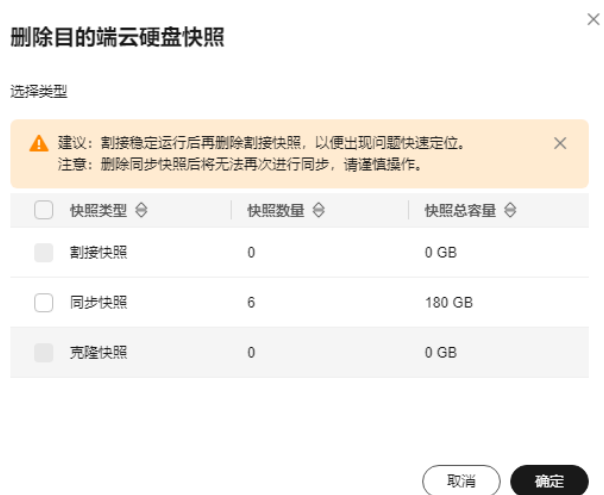 删除目的端云硬盘快照
选择类型
建议：割接稳定运行后再删除割接快照，以便出现问题快速定位。
注意：删除同步快照后将无法再次进行同步，请谨慎操作。
快照类型 快照数量 快照总容量
割接快照 0 0 GB
同步快照 6 180 GB
克隆快照 0 0 GB
取消 确定